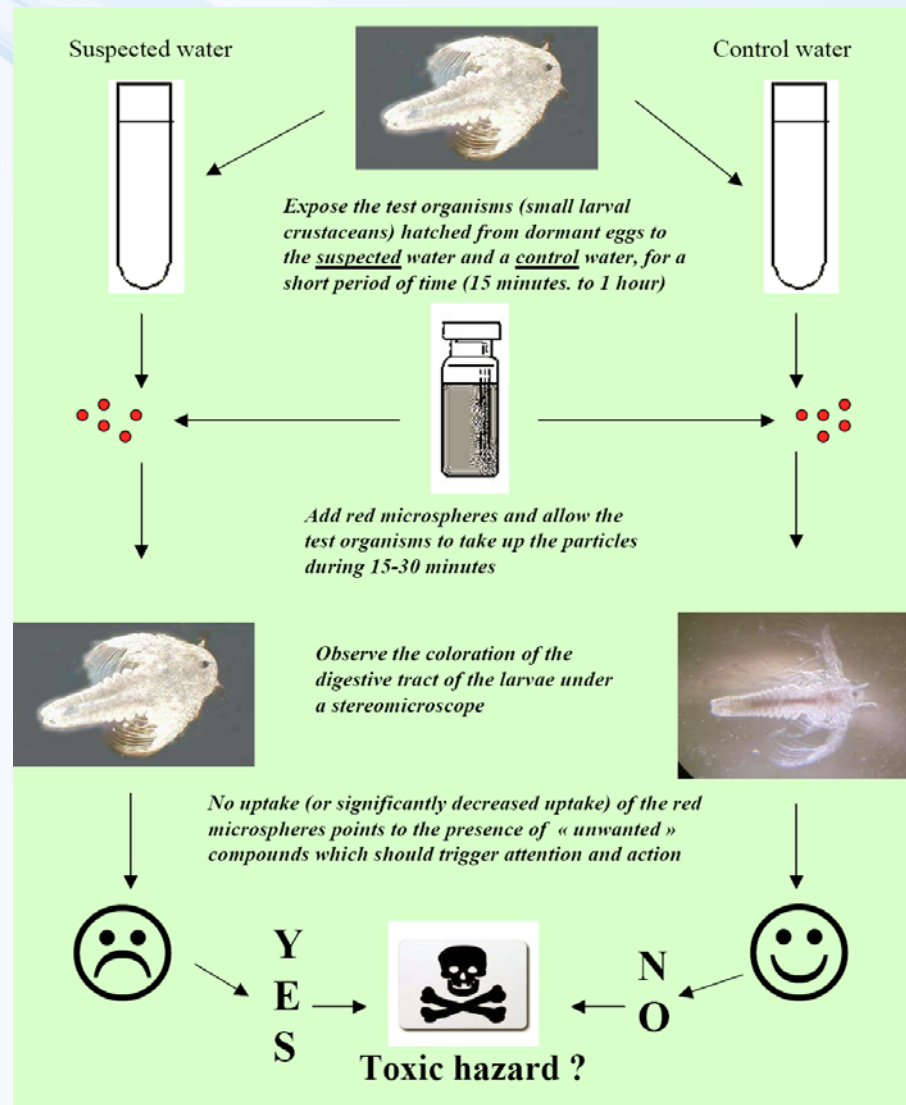 Suspected water
Control water
Expose the test organisms (small larval
crustaceans) hatched from dormant eggs to
the suspected water and a control water, for a
short period of time (15 minutes. to 1 hour)
Add red microspheres and allow the
test organisms to take up the particles
during 15-30 minutes
Observe the coloration of the
digestive tract of the larvae under
a stereomicroscope
No uptake (or significantly decreased uptake) of the red
microspheres points to the presence of « unwanted »
compounds which should trigger attention and action
YES
NO
Toxic hazard ?